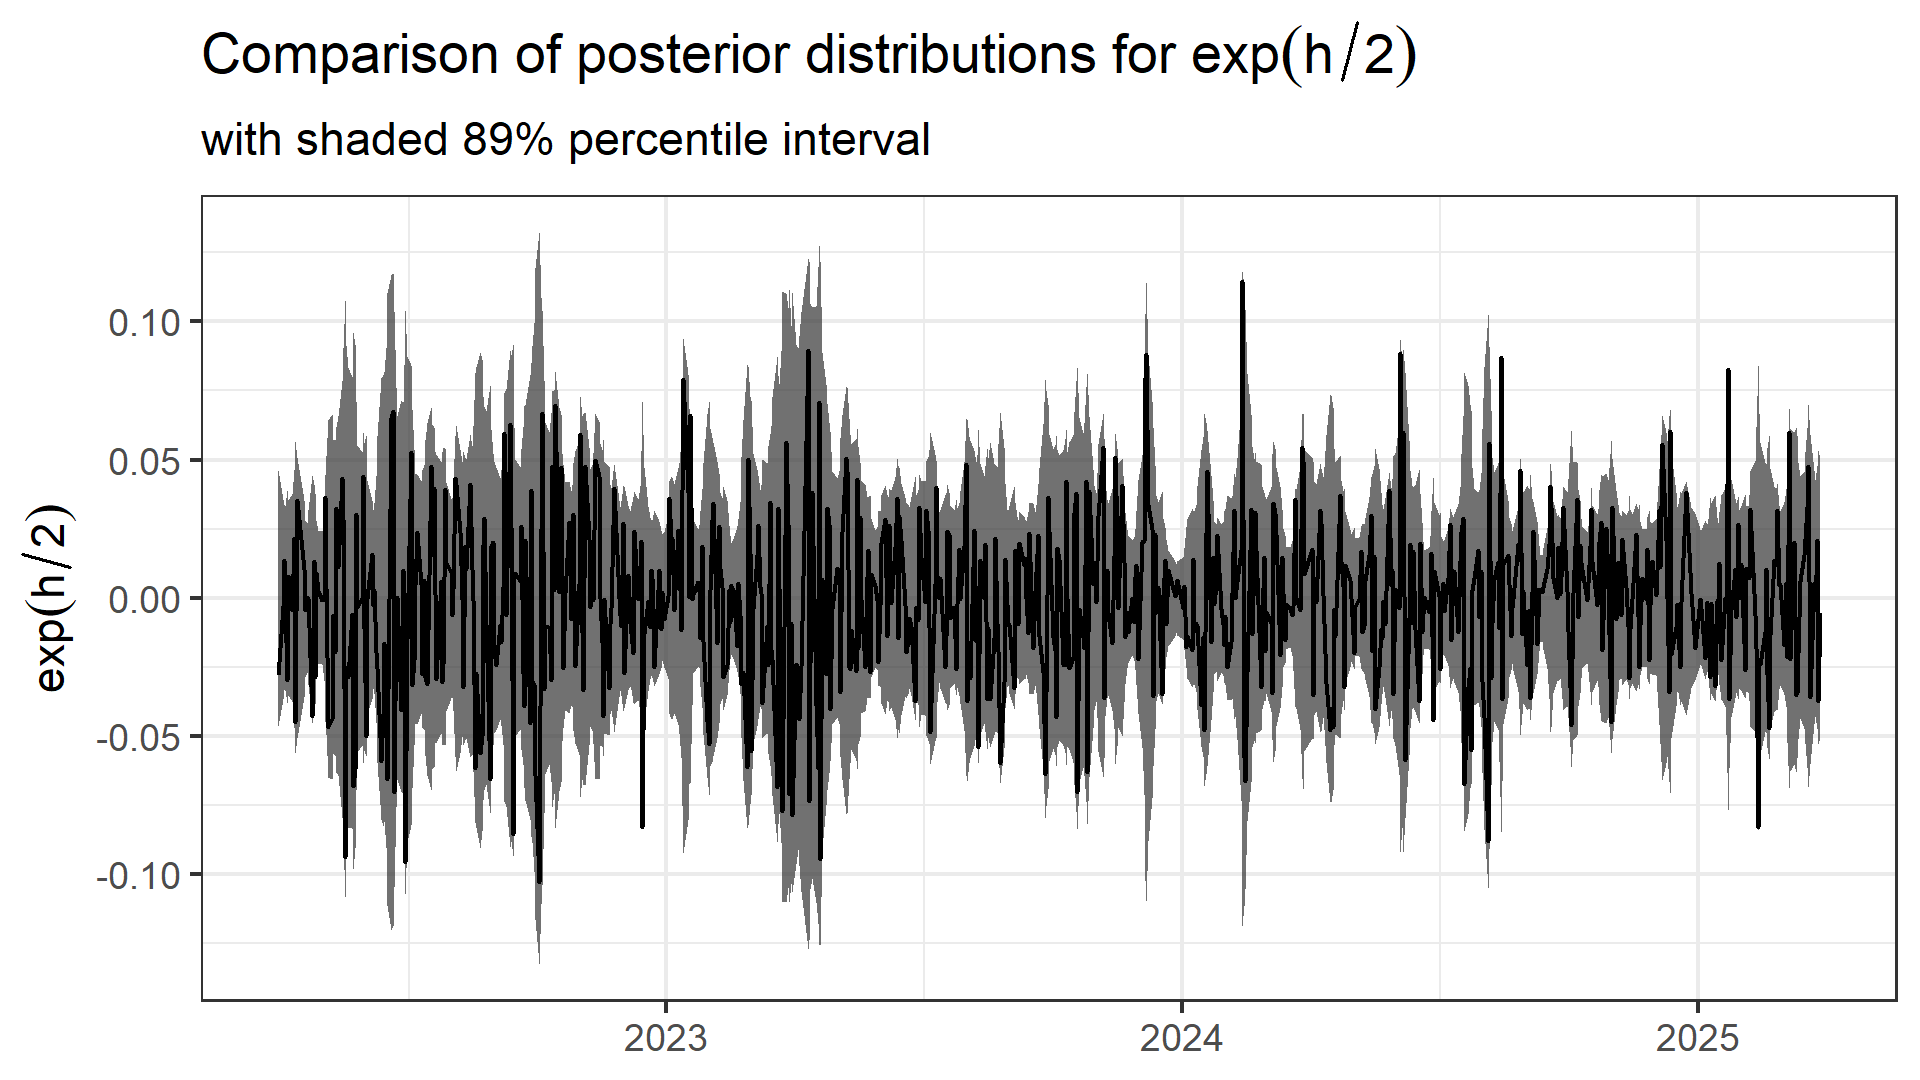 Comparison of posterior distributions for exp(h/2)
with shaded 89% percentile interval
exp(h/2)
0.10
0.05
0.00
-0.05
-0.10
2023 2024 2025